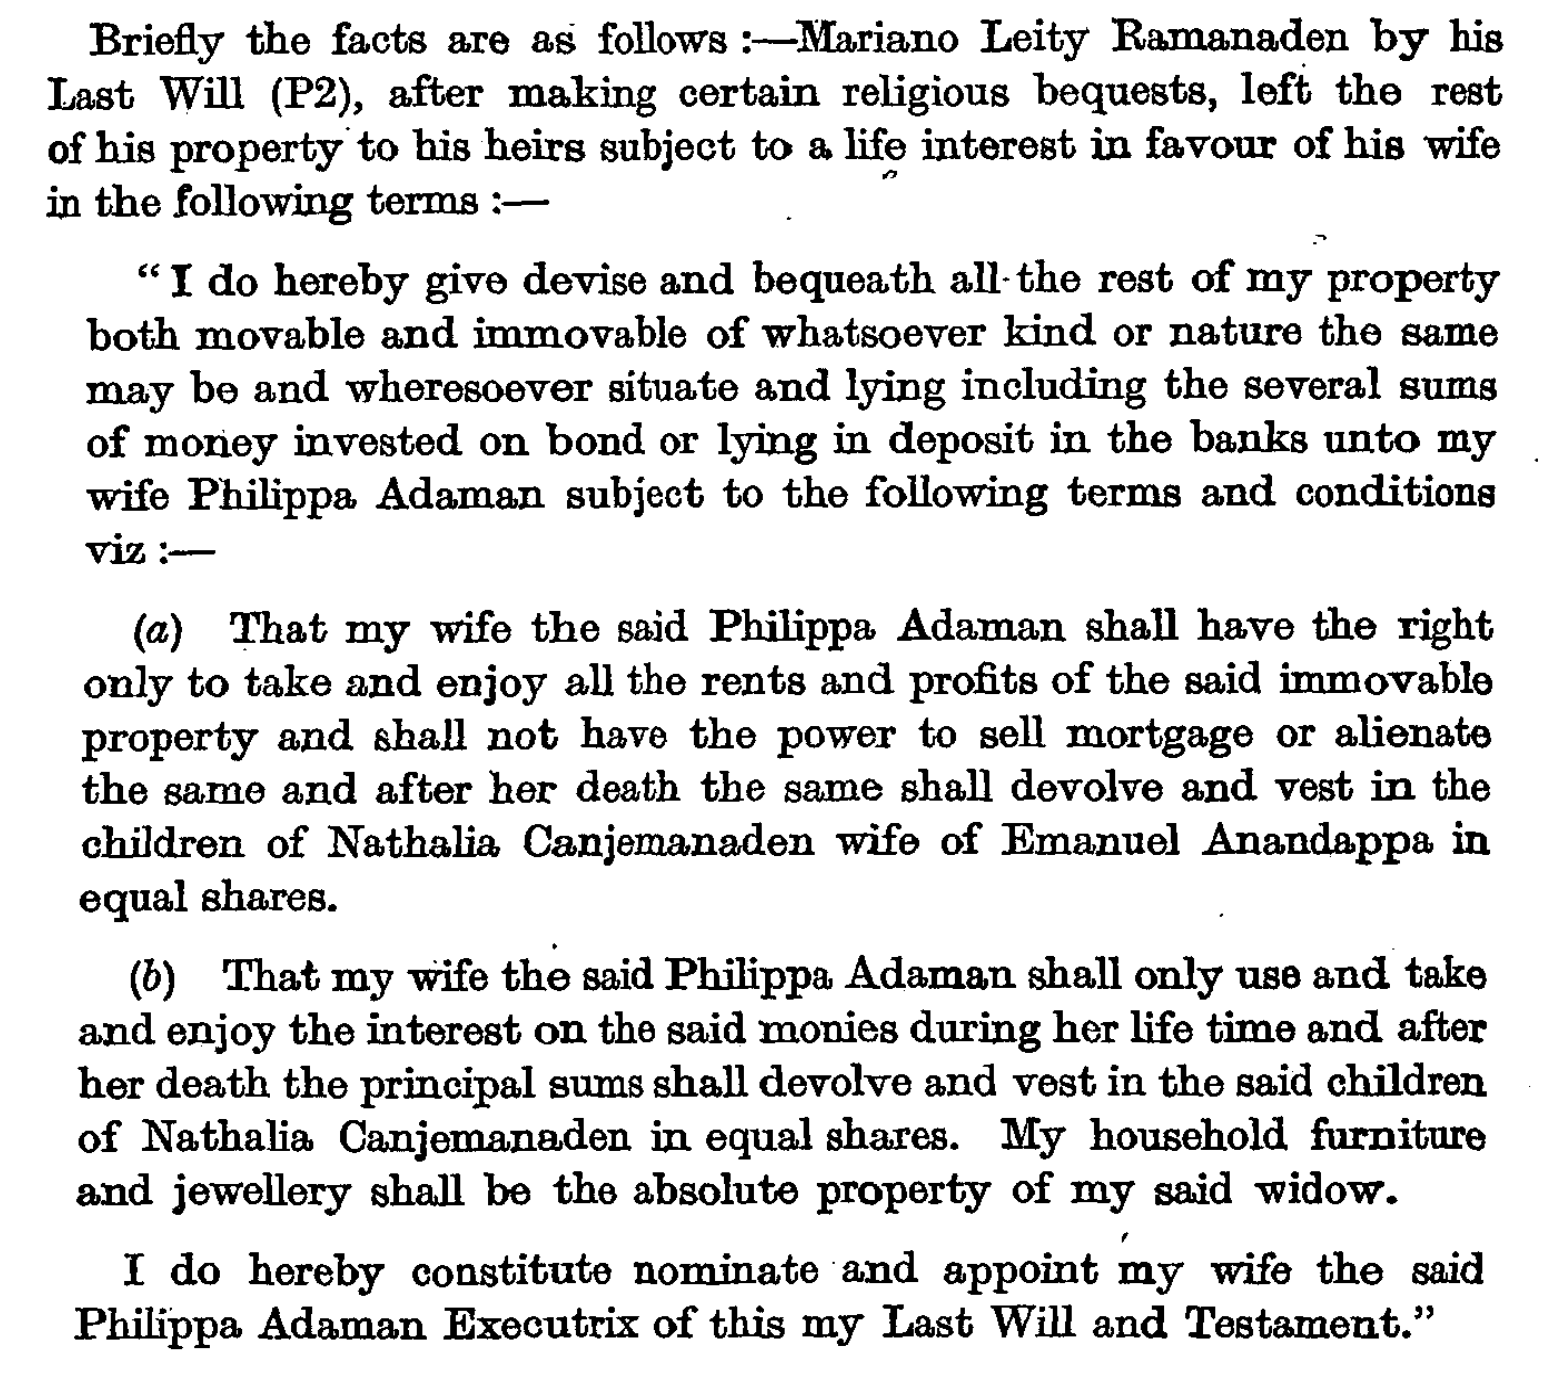 Briefly the facts are as follows :—Mariano Leity Ramanaden by his
Last Will (P2), after making certain religious bequests, left the rest
of his property to his heirs subject to a life interest in favour of his wife
in the following terms :—
“ I do hereby give devise and bequeath all the rest of my property
both movable and immovable of whatsoever kind or nature the same
may be and wheresoever situate and lying including the several sums
of money invested on bond or lying in deposit in the banks unto my
wife Philippa Adaman subject to the following terms and conditions
viz :—
(a) That my wife the said Philippa Adaman shall have the right
only to take and enjoy all the rents and profits of the said immovable
property and shall not have the power to sell mortgage or alienate
the same and after her death the same shall devolve and vest in the
children of Nathalia Canjemanaden wife of Emanuel Anandappa in
equal shares.
(b) That my wife the said Philippa Adaman shall only use and take
and enjoy the interest on the said monies during her life time and after
her death the principal sums shall devolve and vest in the said children
of Nathalia Canjemanaden in equal shares. My household furniture
and jewellery shall be the absolute property of my said widow.
I do hereby constitute nominate and appoint my wife the said
Philippa Adaman Executrix of this my Last Will and Testament.”